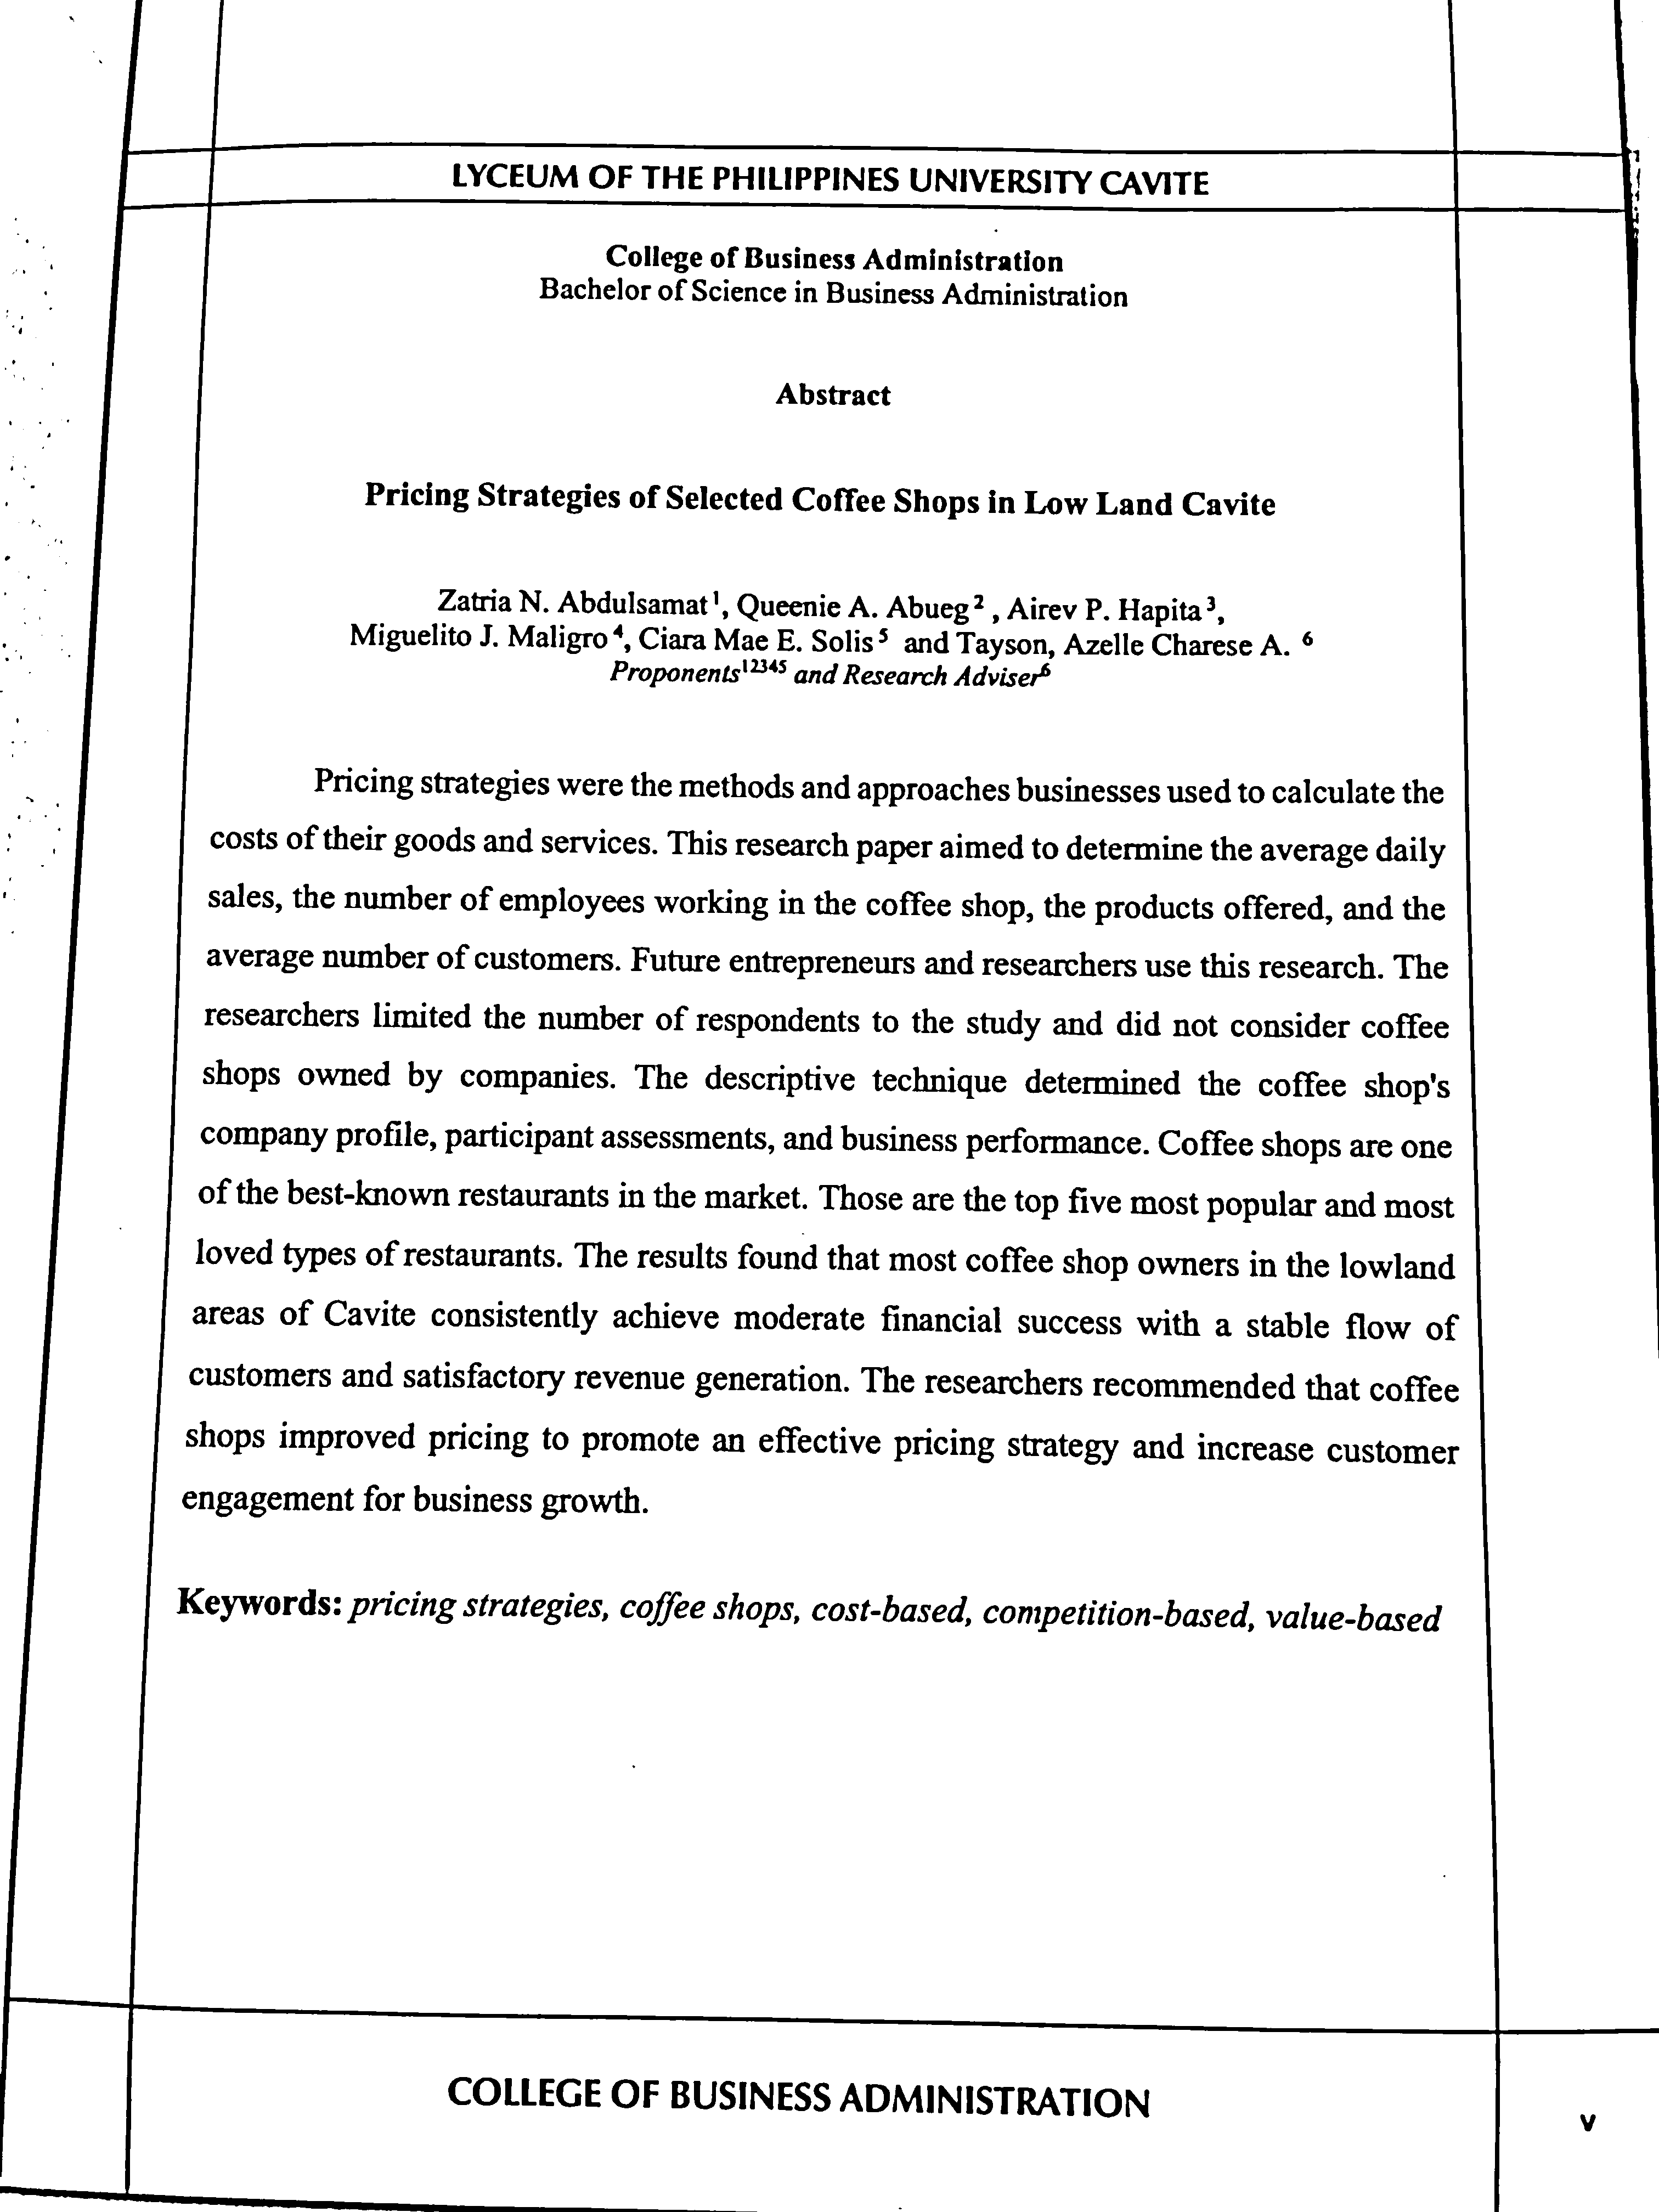 LYCEUM OF THE PHILIPPINES UNIVERSITY CAVITE
College of Business Administration
Bachelor of Science in Business Administration
Abstract
Pricing Strategies of Selected Coffee Shops in Low Land Cavite
Zatria N. Abdulsamat ¹, Queenie A. Abueg ² , Airev P. Hapita ³,
Miguelito J. Maligro ⁴, Ciara Mae E. Solis ⁵ and Tayson, Azelle Charese A. ⁶
Proponents¹²³⁴⁵ and Research Adviser⁶
Pricing strategies were the methods and approaches businesses used to calculate the
costs of their goods and services. This research paper aimed to determine the average daily
sales, the number of employees working in the coffee shop, the products offered, and the
average number of customers. Future entrepreneurs and researchers use this research. The
researchers limited the number of respondents to the study and did not consider coffee
shops owned by companies. The descriptive technique determined the coffee shop's
company profile, participant assessments, and business performance. Coffee shops are one
of the best-known restaurants in the market. Those are the top five most popular and most
loved types of restaurants. The results found that most coffee shop owners in the lowland
areas of Cavite consistently achieve moderate financial success with a stable flow of
customers and satisfactory revenue generation. The researchers recommended that coffee
shops improved pricing to promote an effective pricing strategy and increase customer
engagement for business growth.
Keywords: pricing strategies, coffee shops, cost-based, competition-based, value-based
COLLEGE OF BUSINESS ADMINISTRATION
v